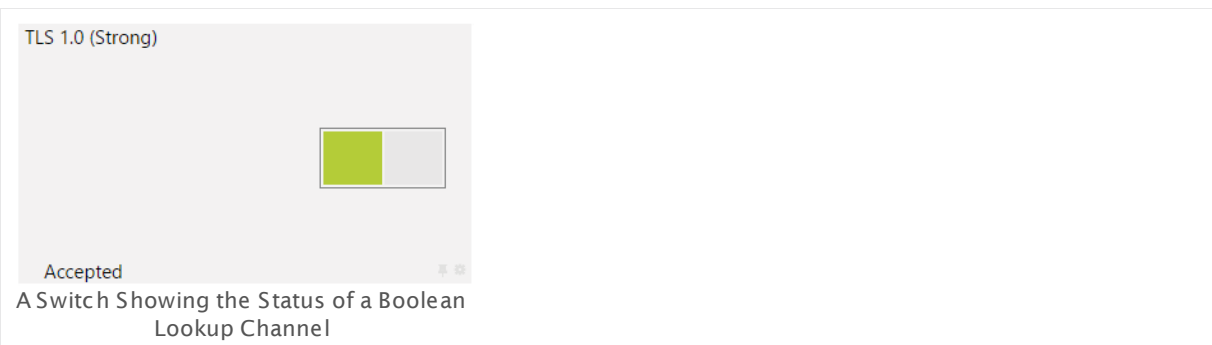 TLS 1.0 (Strong)
Accepted
A Switch Showing the Status of a Boolean
Lookup Channel